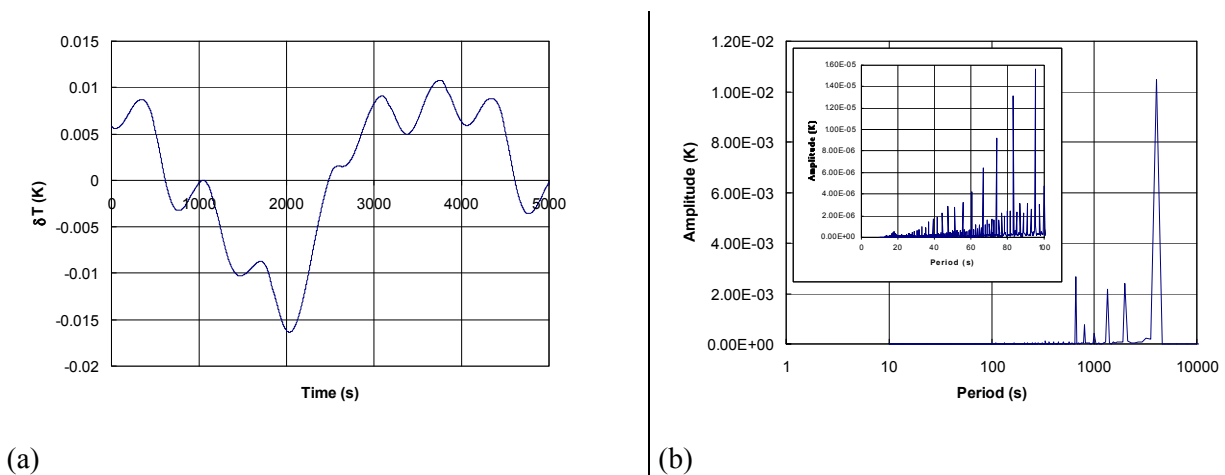 0.015
0.01
0.005
0
-0.005
-0.01
-0.015
-0.02
0 1000 2000 3000 4000 5000
δT (K)
Time (s)
(a)
1.20E-02
1.00E-02
8.00E-03
6.00E-03
4.00E-03
2.00E-03
0.00E+00
1 10 100 1000 10000
Amplitude (K)
Period (s)
1.60E-05
1.40E-05
1.20E-05
1.00E-05
8.00E-06
6.00E-06
4.00E-06
2.00E-06
0.00E+00
0 20 40 60 80 100
Amplitude (K)
Period (s)
(b)